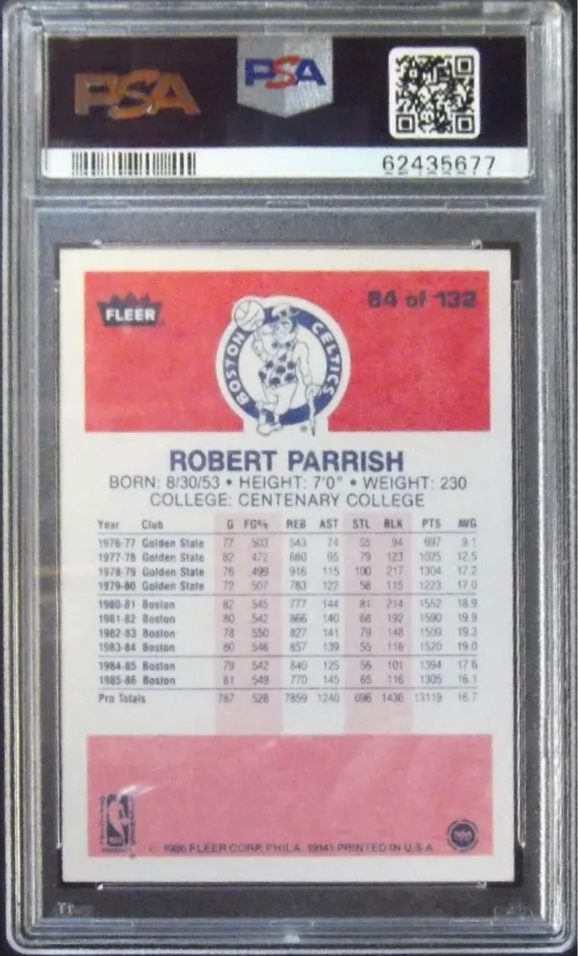 PSA PSA
62435677
FLEER
84 of 132
BOSTON CELTICS
ROBERT PARRISH
BORN: 8/30/53 • HEIGHT: 7'0" • WEIGHT: 230
COLLEGE: CENTENARY COLLEGE
Year Club G FG% REB AST STL BLK PTS AVG
1976-77 Golden State 77 503 543 74 55 94 697 9.1
1977-78 Golden State 82 472 680 95 79 123 1025 12.5
1978-79 Golden State 76 499 916 115 100 217 1304 17.2
1979-80 Golden State 72 507 783 122 58 115 1223 17.0
1980-81 Boston 82 545 777 144 81 214 1552 18.9
1981-82 Boston 80 542 866 140 68 192 1590 19.9
1982-83 Boston 78 550 827 141 79 148 1509 19.3
1983-84 Boston 80 546 857 139 55 116 1520 19.0
1984-85 Boston 79 542 840 125 56 101 1394 17.6
1985-86 Boston 81 549 770 145 65 116 1305 16.1
Pro Totals 787 526 7859 1240 696 1436 13119 16.7
© 1986 FLEER CORP. PHILA. 19141 PRINTED IN U.S.A.